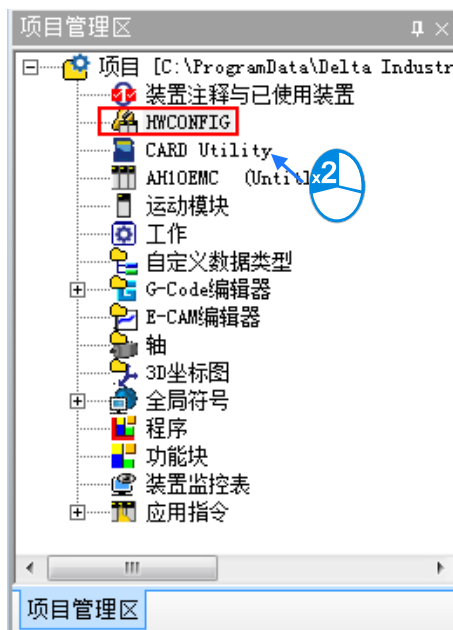 项目管理区
项目 [C:\ProgramData\Delta Industr
装置注释与已使用装置
HWCONFIG
CARD Utility
x2
AH10EMC (Untitl
运动模块
工作
自定义数据类型
G-Code编辑器
E-CAM编辑器
轴
3D坐标图
全局符号
程序
功能块
装置监控表
应用指令
项目管理区